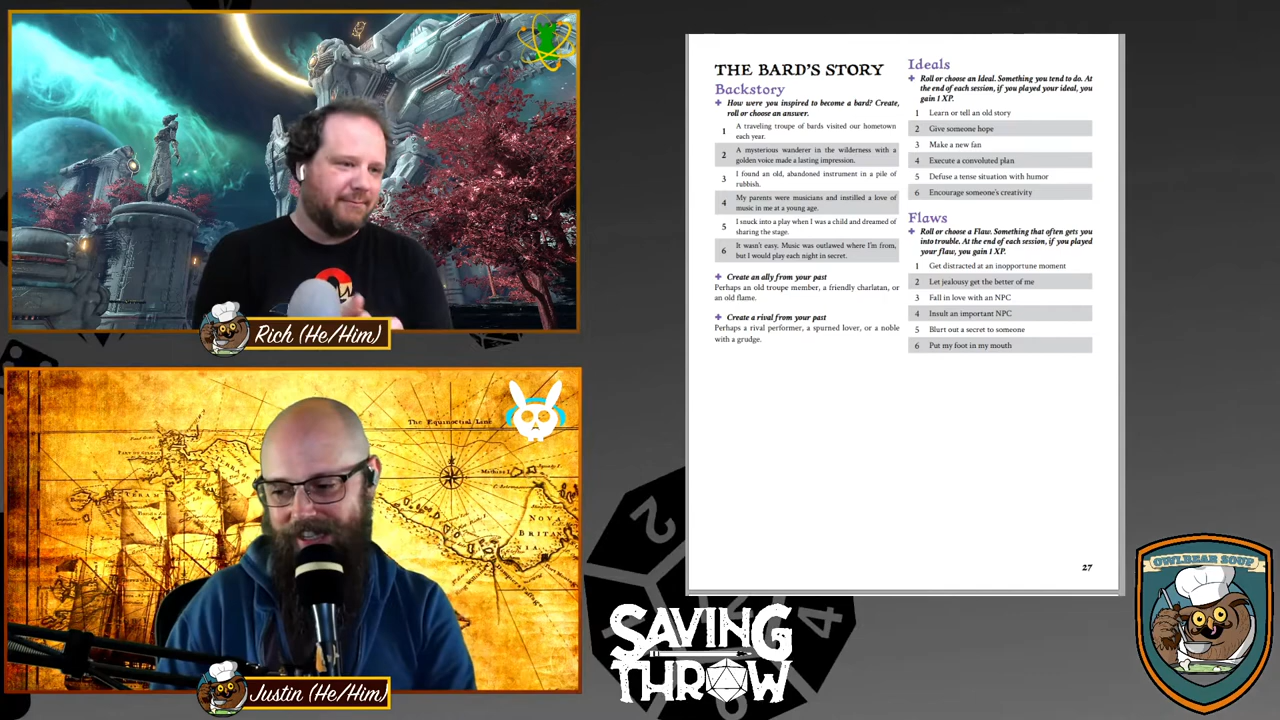 Rich (He/Him)
The Equinoctial Line
NOVA
BRITAN
NIA
Justin (He/Him)
THE BARD'S STORY
Backstory
✦ How were you inspired to become a bard? Create,
roll or choose an answer.
1 A traveling troupe of bards visited our hometown
each year.
2 A mysterious wanderer in the wilderness with a
golden voice made a lasting impression.
3 I found an old, abandoned instrument in a pile of
rubbish.
4 My parents were musicians and instilled a love of
music in me at a young age.
5 I snuck into a play when I was a child and dreamed of
sharing the stage.
6 It wasn't easy. Music was outlawed where I'm from,
but I would play each night in secret.
✦ Create an ally from your past
Perhaps an old troupe member, a friendly charlatan, or
an old flame.
✦ Create a rival from your past
Perhaps a rival performer, a spurned lover, or a noble
with a grudge.
Ideals
✦ Roll or choose an Ideal. Something you tend to do. At
the end of each session, if you played your ideal, you
gain 1 XP.
1 Learn or tell an old story
2 Give someone hope
3 Make a new fan
4 Execute a convoluted plan
5 Defuse a tense situation with humor
6 Encourage someone's creativity
Flaws
✦ Roll or choose a Flaw. Something that often gets you
into trouble. At the end of each session, if you played
your flaw, you gain 1 XP.
1 Get distracted at an inopportune moment
2 Let jealousy get the better of me
3 Fall in love with an NPC
4 Insult an important NPC
5 Blurt out a secret to someone
6 Put my foot in my mouth
27
2
4
SAVING
THROW
OWLBEAR SOUP